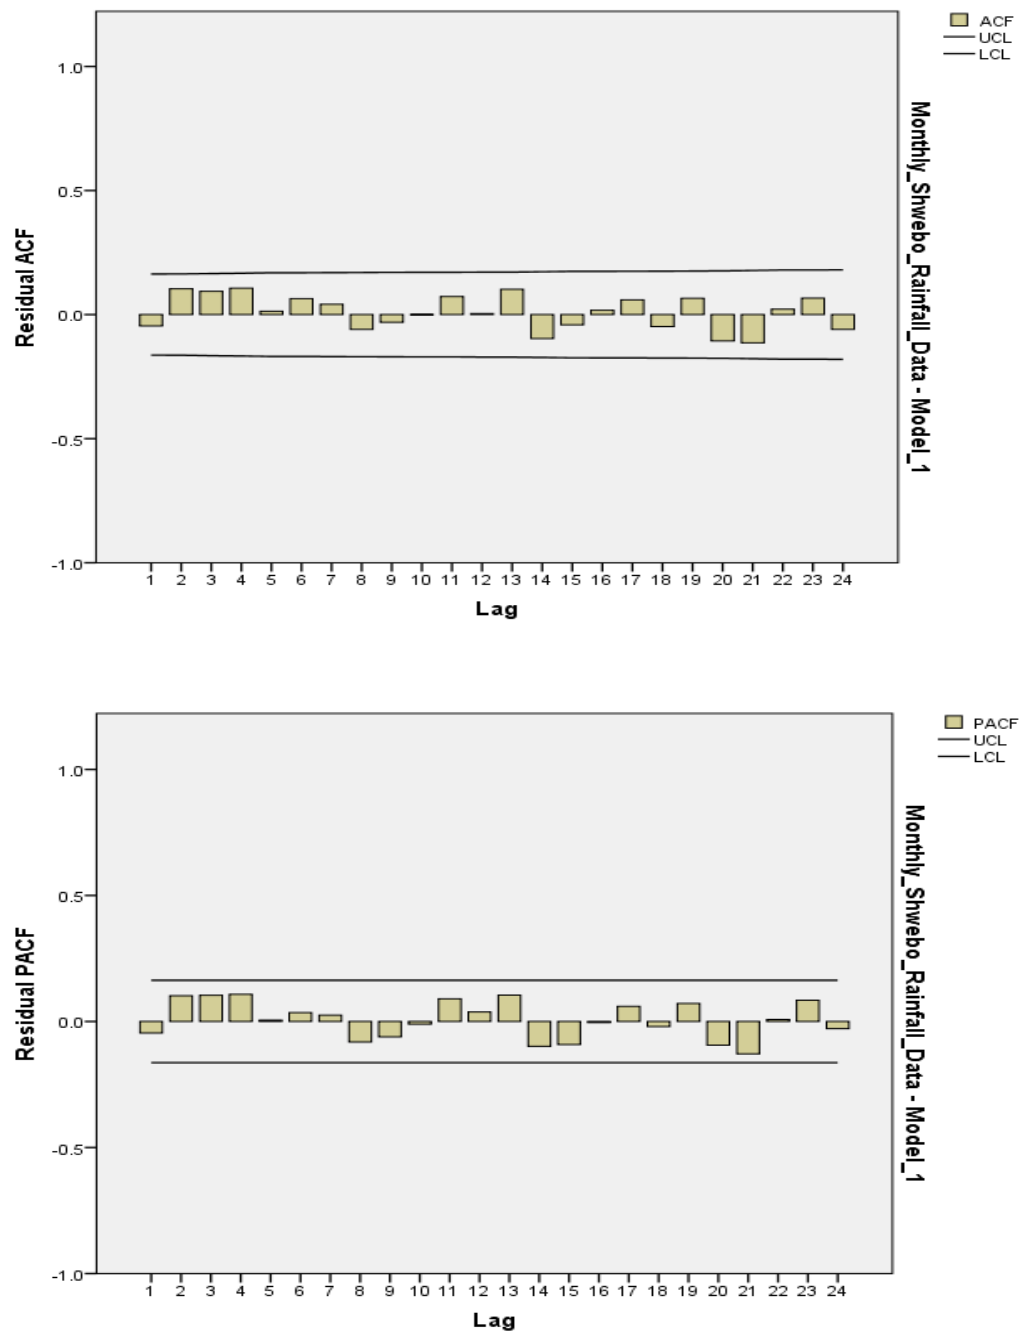 ACF
UCL
LCL
1.0
0.5
0.0
-0.5
-1.0
Residual ACF
1 2 3 4 5 6 7 8 9 10 11 12 13 14 15 16 17 18 19 20 21 22 23 24
Lag
Monthly_Shwebo_Rainfall_Data - Model_1
PACF
UCL
LCL
1.0
0.5
0.0
-0.5
-1.0
Residual PACF
1 2 3 4 5 6 7 8 9 10 11 12 13 14 15 16 17 18 19 20 21 22 23 24
Lag
Monthly_Shwebo_Rainfall_Data - Model_1